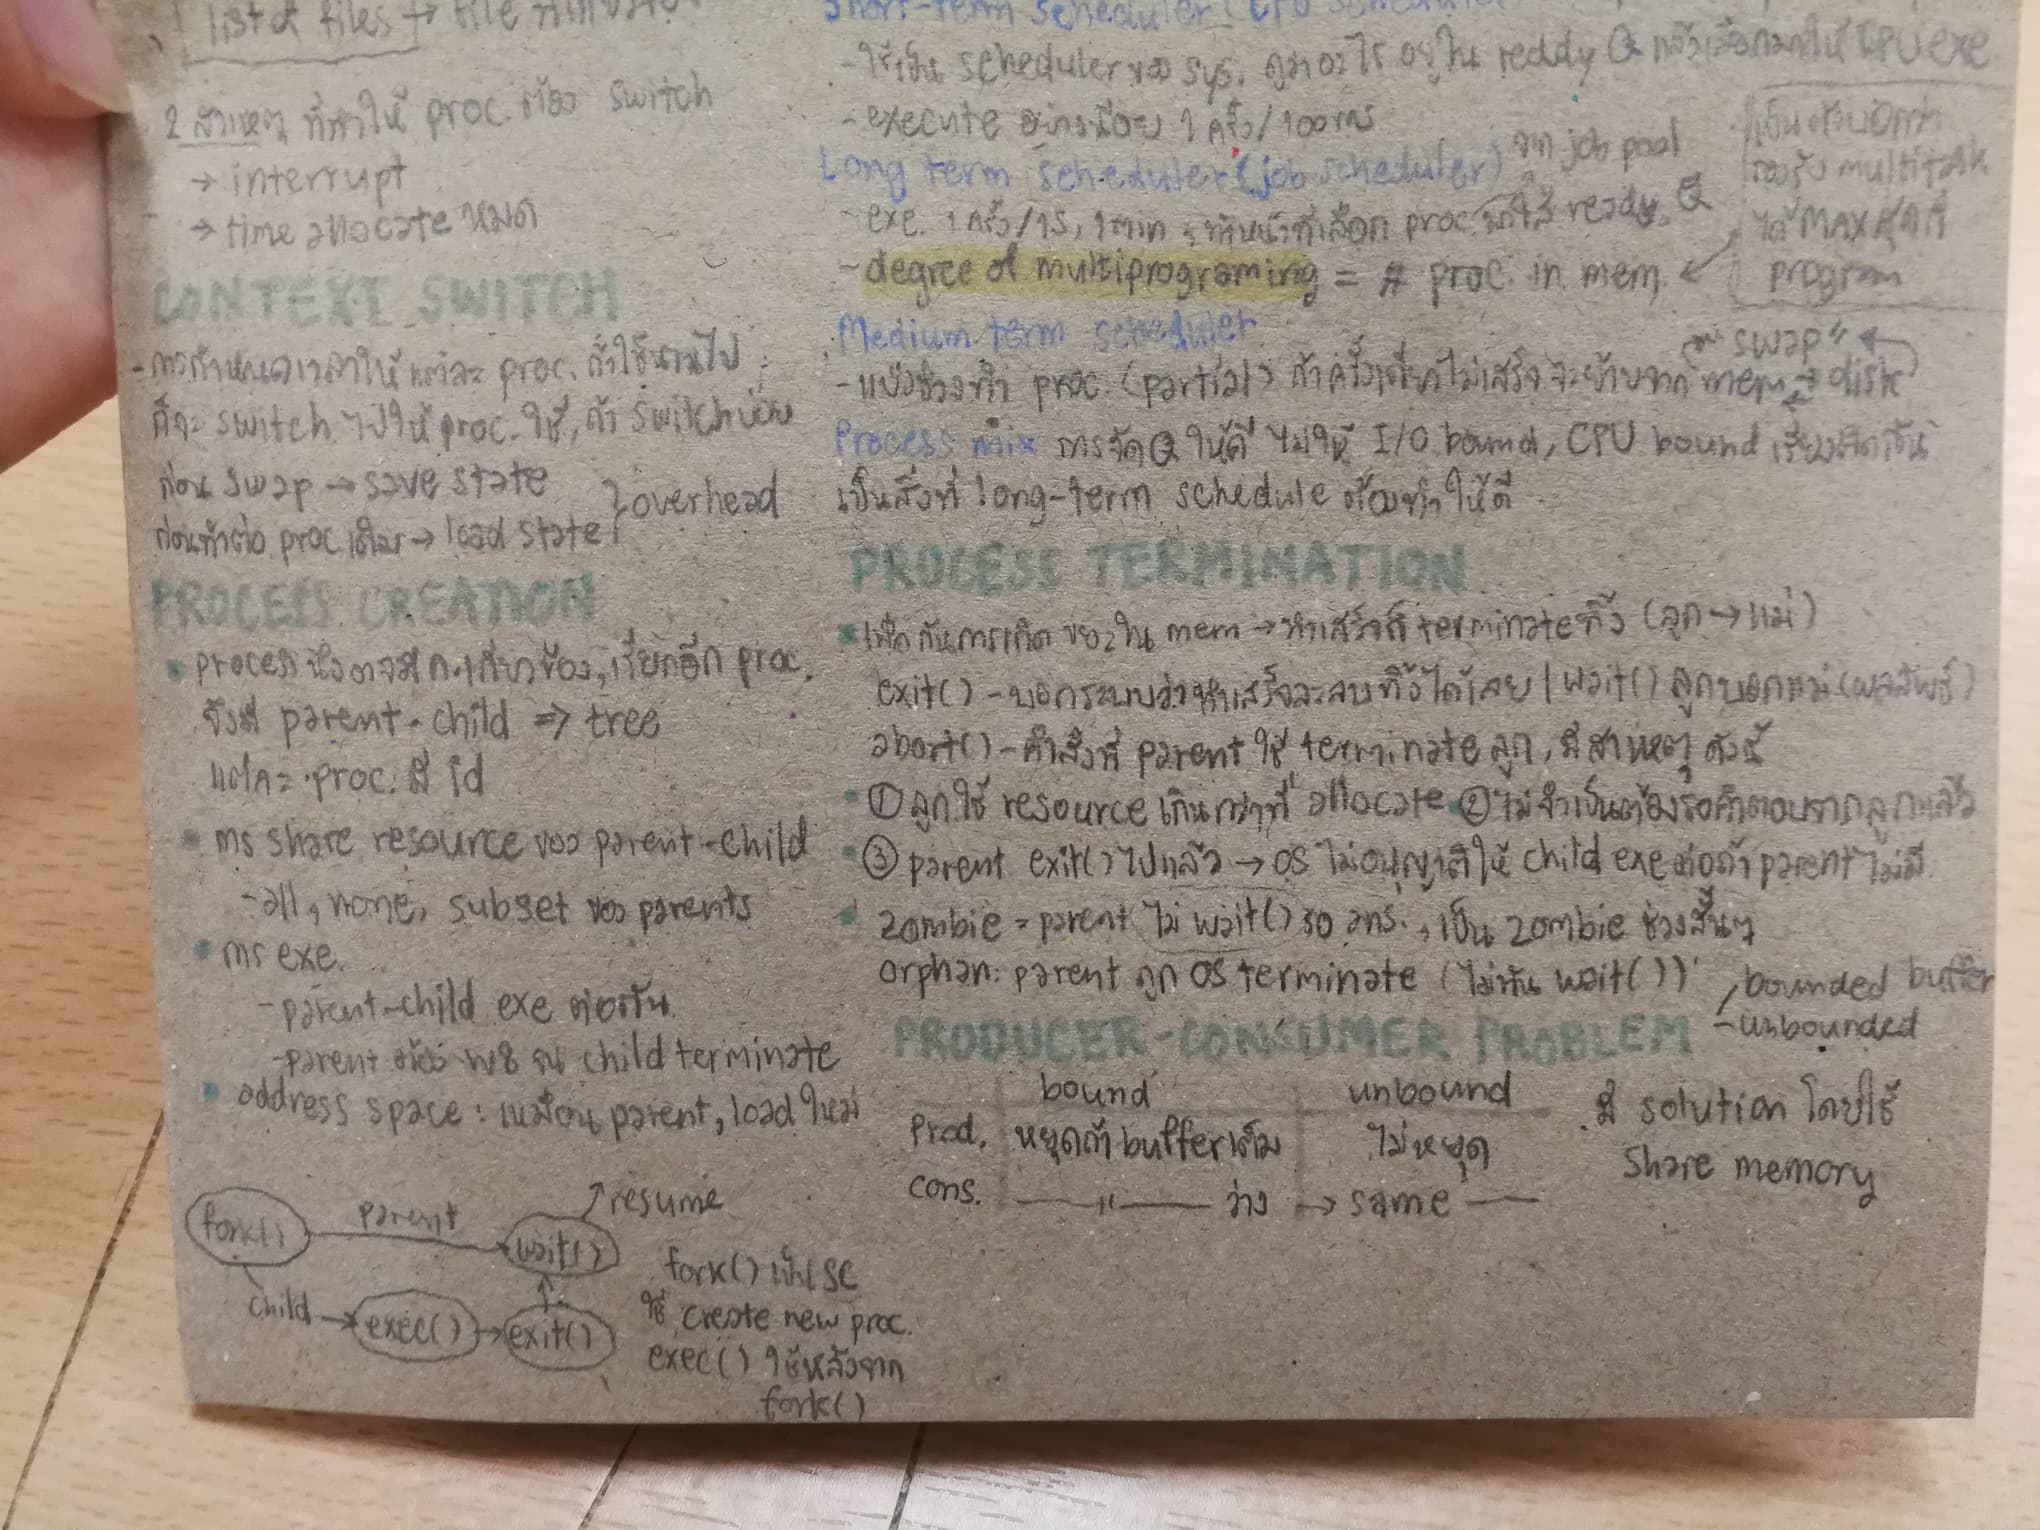 list of files → file
2 สาเหตุ ที่ทำให้ proc. ต้อง switch
→ interrupt
→ time allocate หมด
CONTEXT SWITCH
- การกำหนดเวลาให้แต่ละ proc. ถ้าใช้นานไป
ก็จะ switch ไปให้ proc. ใช้, ถ้า switch บ่อย
ก่อน swap → save state
ก่อนทำต่อ proc เดิม → load state
} overhead
PROCESS CREATION
process นึงอาจมี เกี่ยวข้อง, เรียกอีก proc.
จึงมี parent-child ⇒ tree
แต่ละ proc. มี id
การ share resource ของ parent-child
- all, none, subset ของ parents
การ exe.
- parent-child exe ต่อกัน
- parent ต้อง รอ จน child terminate
address space : เหมือน parent, load ใหม่
fork()
parent
wait()
resume
child
exec()
exit()
fork() เป็น SC
ใช้ create new proc.
exec() ใช้หลังจาก
fork()
Short-term scheduler (CPU scheduler)
- ใช้เป็น scheduler ของ sys. ดูว่าอะไร อยู่ใน reddy Q แล้วเลือกมาให้ CPU exe
- execute อย่างน้อย 1 ครั้ง/100ms
Long term scheduler (job scheduler)
จาก job pool
- exe. 1 ครั้ง/1s, 1min , ทำหน้าที่เลือก proc. มาใส่ ready Q
- degree of multiprograming = # proc. in mem.
เป็นตัวบอกว่า
รองรับ multitask
ได้ MAX สุดกี่
program
Medium term scheduler
"swap"
- แบ่งช่วงทำ proc. (partial) ถ้าครั้งเดียวไม่เสร็จ จะย้ายจาก mem → disk
Process mix การจัด Q ให้ดี ไม่ให้ I/O bound, CPU bound เรียงติดกัน
เป็นสิ่งที่ long-term schedule ต้องทำให้ดี
PROCESS TERMINATION
เพื่อกันการเกิด ขยะใน mem → ทำเสร็จก็ terminate ทิ้ง (ลูก → แม่)
exit() - บอกระบบว่าทำเสร็จละลบทิ้งได้เลย | wait() ลูกบอกแม่ (ผลลัพธ์)
abort() - คำสั่งที่ parent ใช้ terminate ลูก, มีสาเหตุ ดังนี้
① ลูกใช้ resource เกินกว่าที่ allocate ② ไม่จำเป็นต้องรอคำตอบจากลูกแล้ว
③ parent exit() ไปแล้ว → OS ไม่อนุญาติให้ child exe ต่อถ้า parent ไม่มี
zombie = parent ไม่ wait() รอ , เป็น zombie ช่วงสั้นๆ
orphan: parent ถูก OS terminate (ไม่ทัน wait())
PRODUCER-CONSUMER PROBLEM
bounded buffer
- unbounded
bound unbound
Prod. หยุดถ้า buffer เต็ม ไม่หยุด
cons. — " — ว่าง → same —
มี solution โดยใช้
share memory